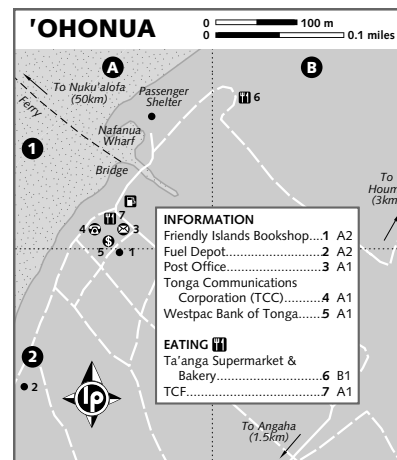 'OHONUA
0 100 m
0 0.1 miles
A
B
To Nuku'alofa
(50km)
Passenger
Shelter
6
Ferry
Nafanua
Wharf
1
Bridge
To
Houm
(3km
7
4 3
5 1
INFORMATION
Friendly Islands Bookshop....1 A2
Fuel Depot..............................2 A2
Post Office..............................3 A1
Tonga Communications
Corporation (TCC).........4 A1
Westpac Bank of Tonga........5 A1
EATING
Ta'anga Supermarket &
Bakery..............................6 B1
TCF..........................................7 A1
2
2
lp
To Angaha
(1.5km)